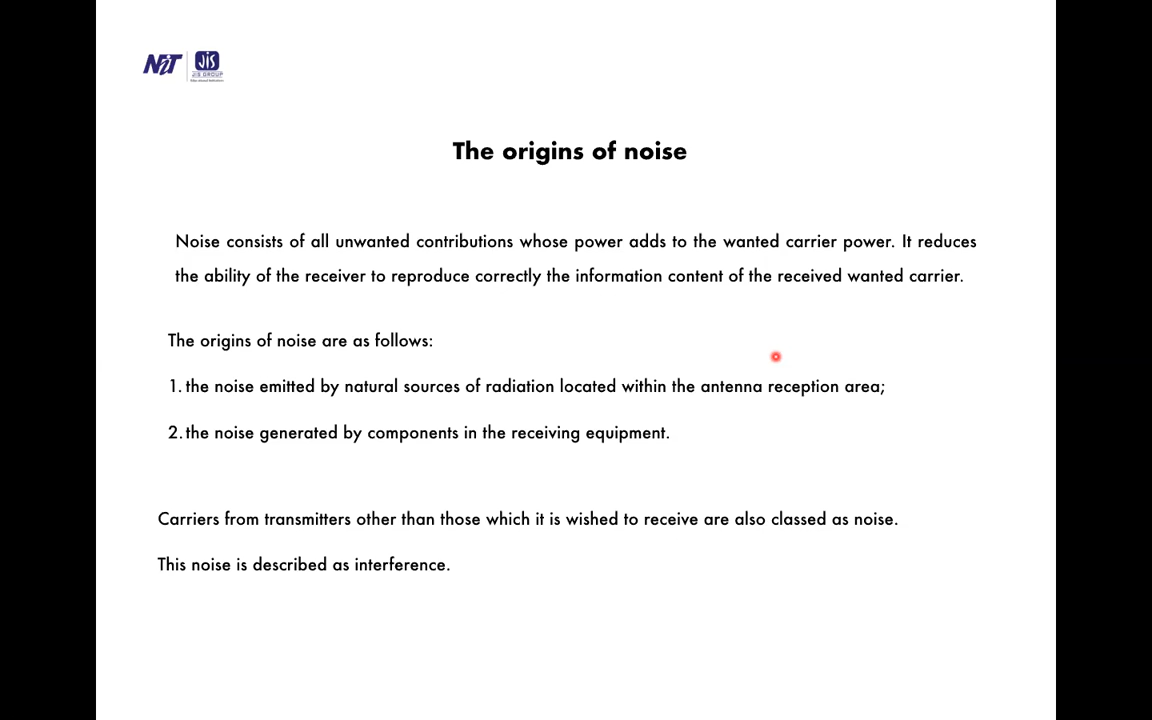 NiT JIS
JIS GROUP
Educational Initiatives
The origins of noise
Noise consists of all unwanted contributions whose power adds to the wanted carrier power. It reduces
the ability of the receiver to reproduce correctly the information content of the received wanted carrier.
The origins of noise are as follows:
1. the noise emitted by natural sources of radiation located within the antenna reception area;
2. the noise generated by components in the receiving equipment.
Carriers from transmitters other than those which it is wished to receive are also classed as noise.
This noise is described as interference.